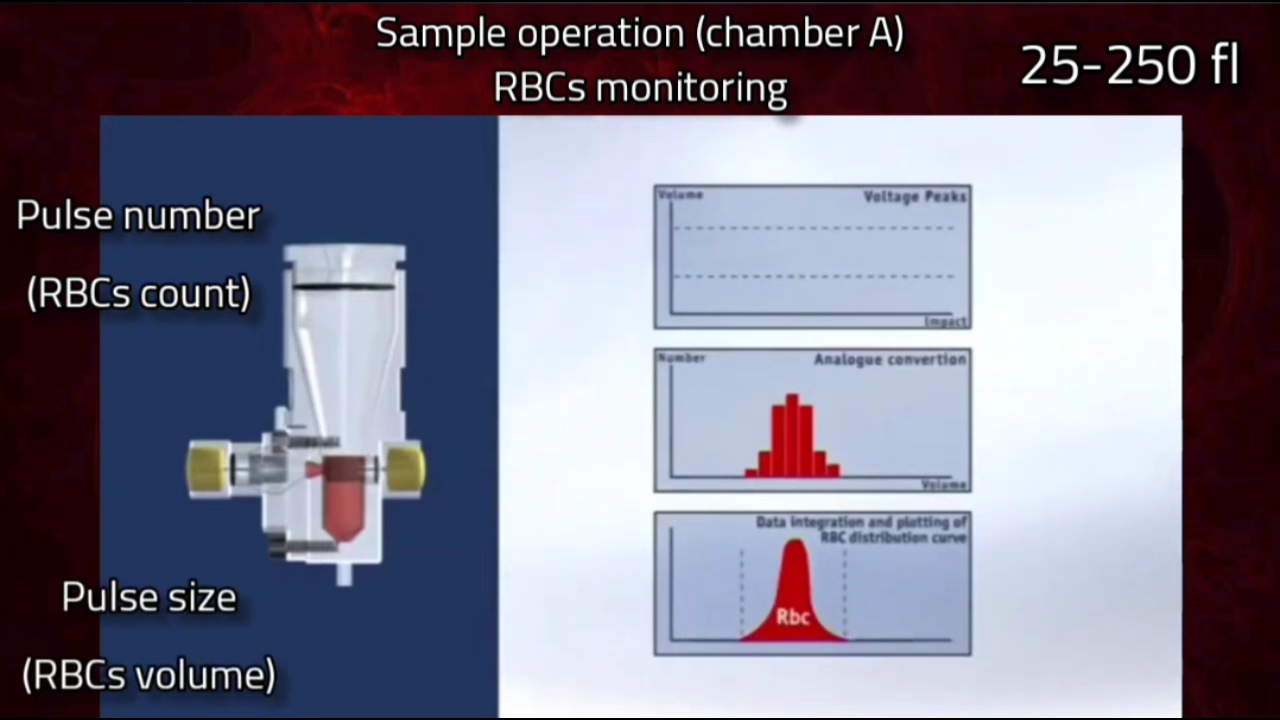 Sample operation (chamber A)
RBCs monitoring
25-250 fl
Pulse number
(RBCs count)
Pulse size
(RBCs volume)
Volume
Voltage Peaks
Impact
Number
Analogue convertion
Volume
Data integration and plotting of
RBC distribution curve
Rbc